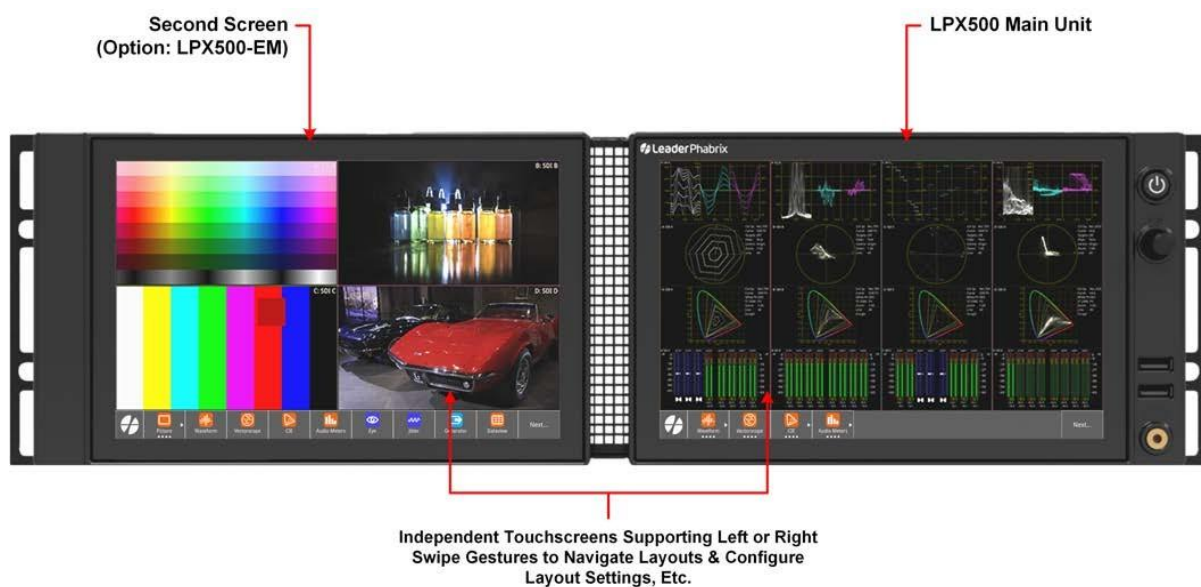 Second Screen
(Option: LPX500-EM)
LPX500 Main Unit
LeaderPhabrix
B: SDI B
C: SDI C
D: SDI D
Picture
Waveform
Vectorscope
CIE
Audio Meters
Eye
Jitter
Generator
Dataview
Next...
Waveform
Vectorscope
CIE
Audio Meters
Next...
Independent Touchscreens Supporting Left or Right
Swipe Gestures to Navigate Layouts & Configure
Layout Settings, Etc.